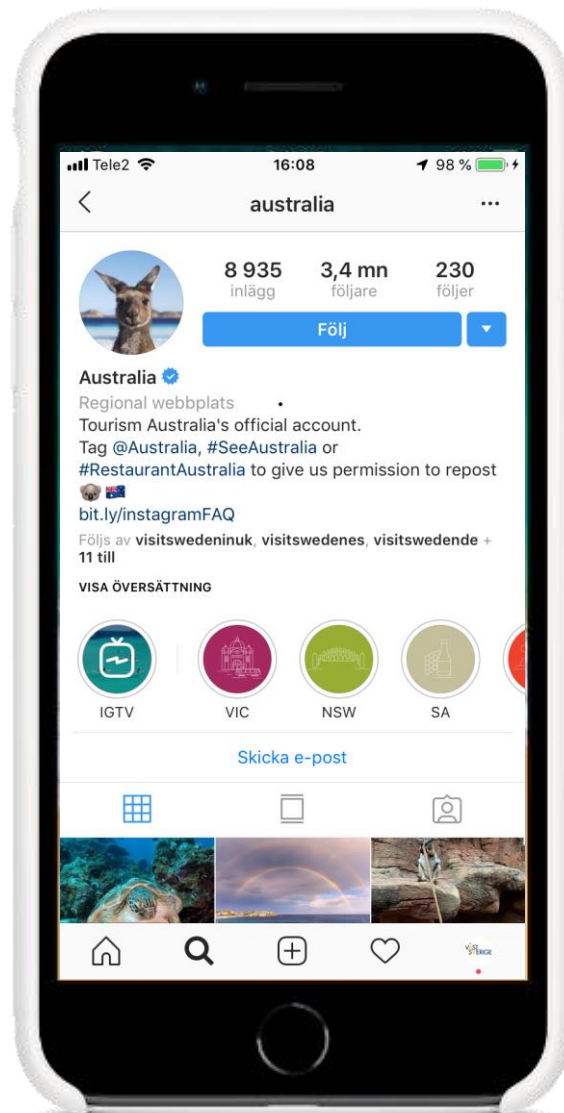 Tele2 16:08 98 %
australia
8 935 3,4 mn 230
inlägg följare följer
Följ
Australia
Regional webbplats
Tourism Australia's official account.
Tag @Australia, #SeeAustralia or
#RestaurantAustralia to give us permission to repost
bit.ly/instagramFAQ
Följs av visitswedeninuk, visitswedenes, visitswedende +
11 till
VISA ÖVERSÄTTNING
IGTV VIC NSW SA
Skicka e-post
VÄST
SVERIGE